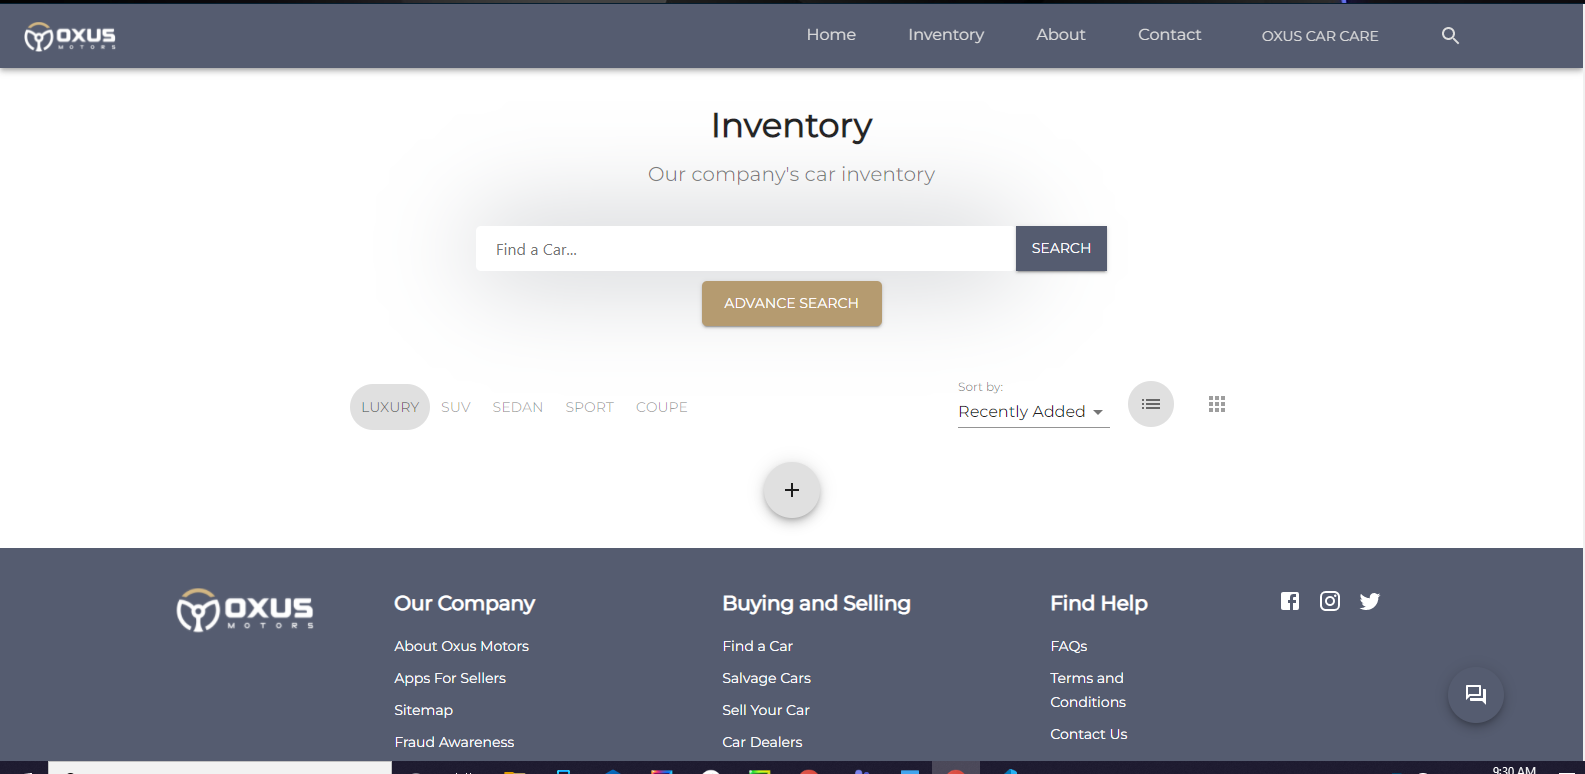 OXUS
MOTORS
Home Inventory About Contact OXUS CAR CARE
Inventory
Our company's car inventory
Find a Car...
SEARCH
ADVANCE SEARCH
LUXURY SUV SEDAN SPORT COUPE
Sort by:
Recently Added
+
OXUS
MOTORS
Our Company
About Oxus Motors
Apps For Sellers
Sitemap
Fraud Awareness
Buying and Selling
Find a Car
Salvage Cars
Sell Your Car
Car Dealers
Find Help
FAQs
Terms and
Conditions
Contact Us
9:30 AM